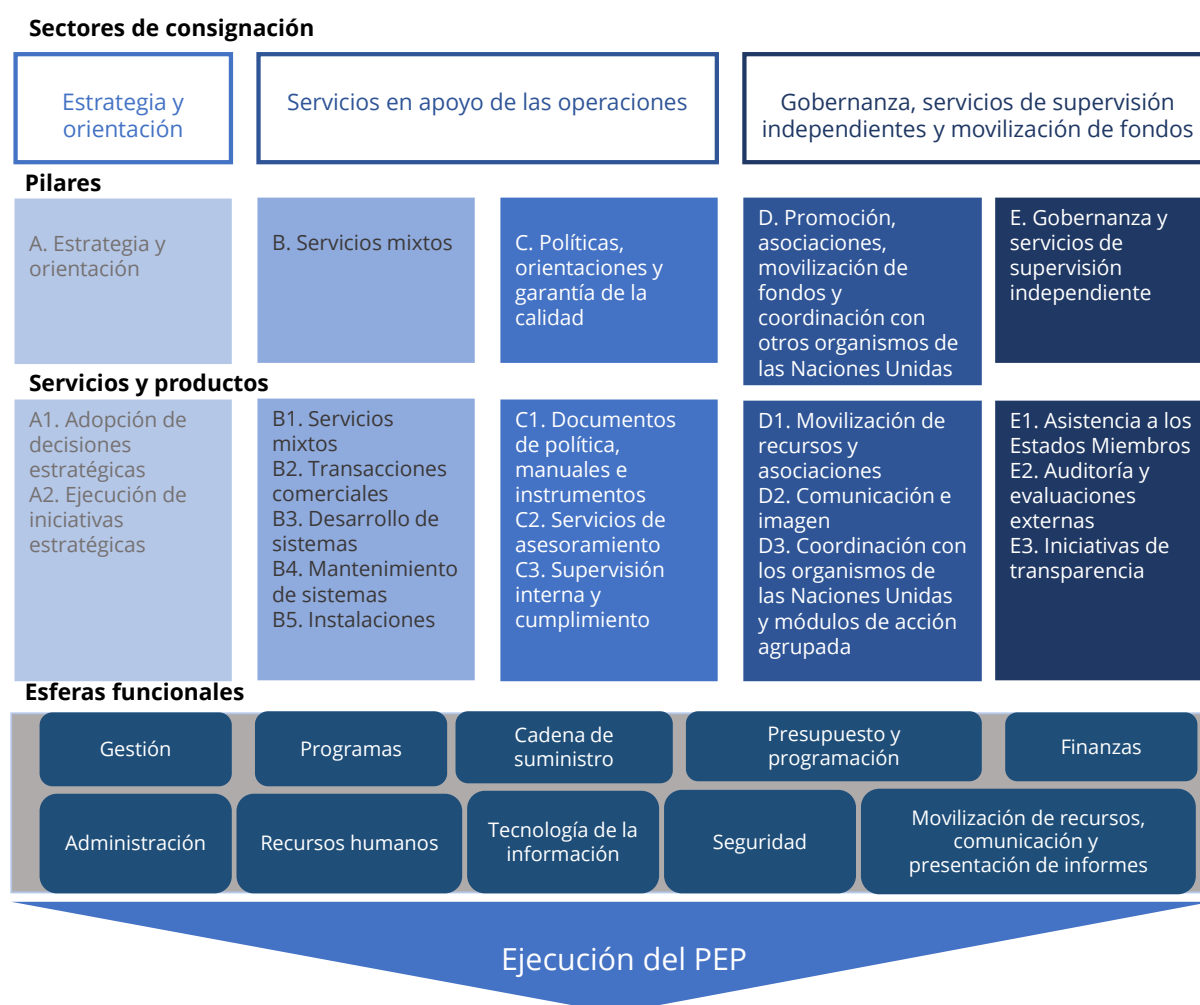 Sectores de consignación
Estrategia y
orientación
Servicios en apoyo de las operaciones
Gobernanza, servicios de supervisión
independientes y movilización de fondos
Pilares
A. Estrategia y
orientación
B. Servicios mixtos
C. Políticas,
orientaciones y
garantía de la
calidad
D. Promoción,
asociaciones,
movilización de
fondos y
coordinación con
otros organismos de
las Naciones Unidas
E. Gobernanza y
servicios de
supervisión
independiente
Servicios y productos
A1. Adopción de
decisiones
estratégicas
A2. Ejecución de
iniciativas
estratégicas
B1. Servicios
mixtos
B2. Transacciones
comerciales
B3. Desarrollo de
sistemas
B4. Mantenimiento
de sistemas
B5. Instalaciones
C1. Documentos
de política,
manuales e
instrumentos
C2. Servicios de
asesoramiento
C3. Supervisión
interna y
cumplimiento
D1. Movilización de
recursos y
asociaciones
D2. Comunicación e
imagen
D3. Coordinación con
los organismos de
las Naciones Unidas
y módulos de acción
agrupada
E1. Asistencia a los
Estados Miembros
E2. Auditoría y
evaluaciones
externas
E3. Iniciativas de
transparencia
Esferas funcionales
Gestión
Programas
Cadena de
suministro
Presupuesto y
programación
Finanzas
Administración
Recursos humanos
Tecnología de la
información
Seguridad
Movilización de recursos,
comunicación y
presentación de informes
Ejecución del PEP